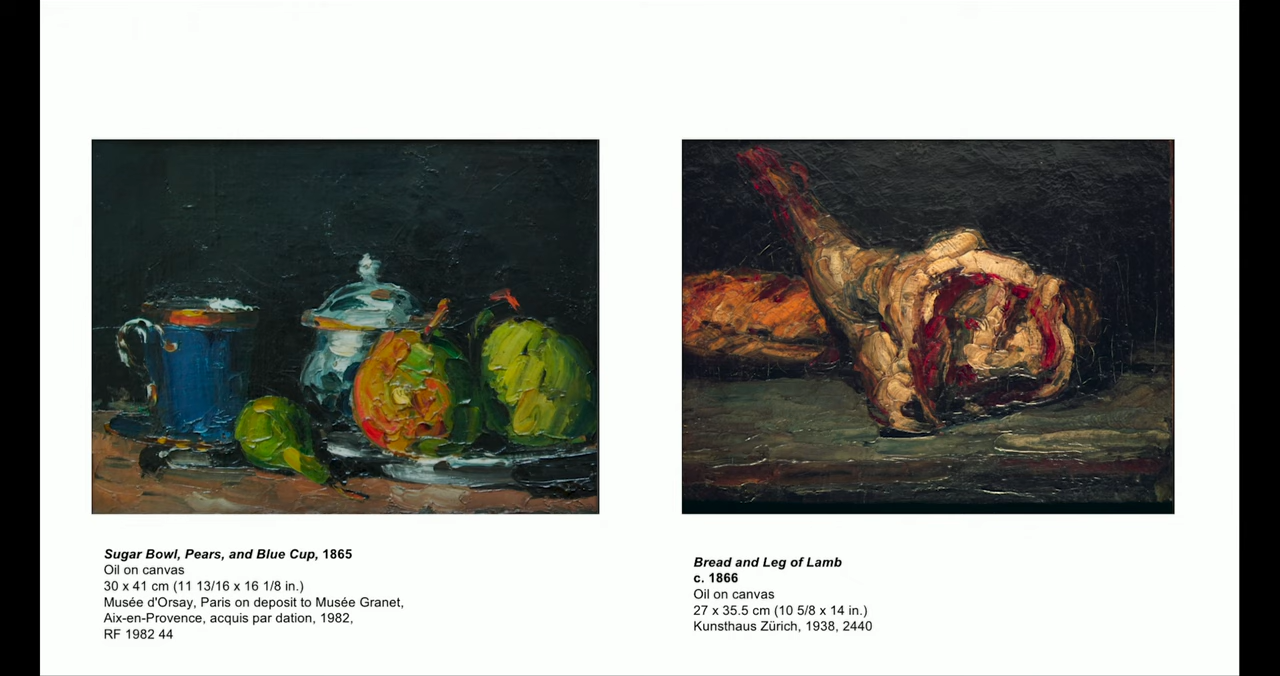 Sugar Bowl, Pears, and Blue Cup, 1865
Oil on canvas
30 x 41 cm (11 13/16 x 16 1/8 in.)
Musée d'Orsay, Paris on deposit to Musée Granet,
Aix-en-Provence, acquis par dation, 1982,
RF 1982 44
Bread and Leg of Lamb
c. 1866
Oil on canvas
27 x 35.5 cm (10 5/8 x 14 in.)
Kunsthaus Zürich, 1938, 2440